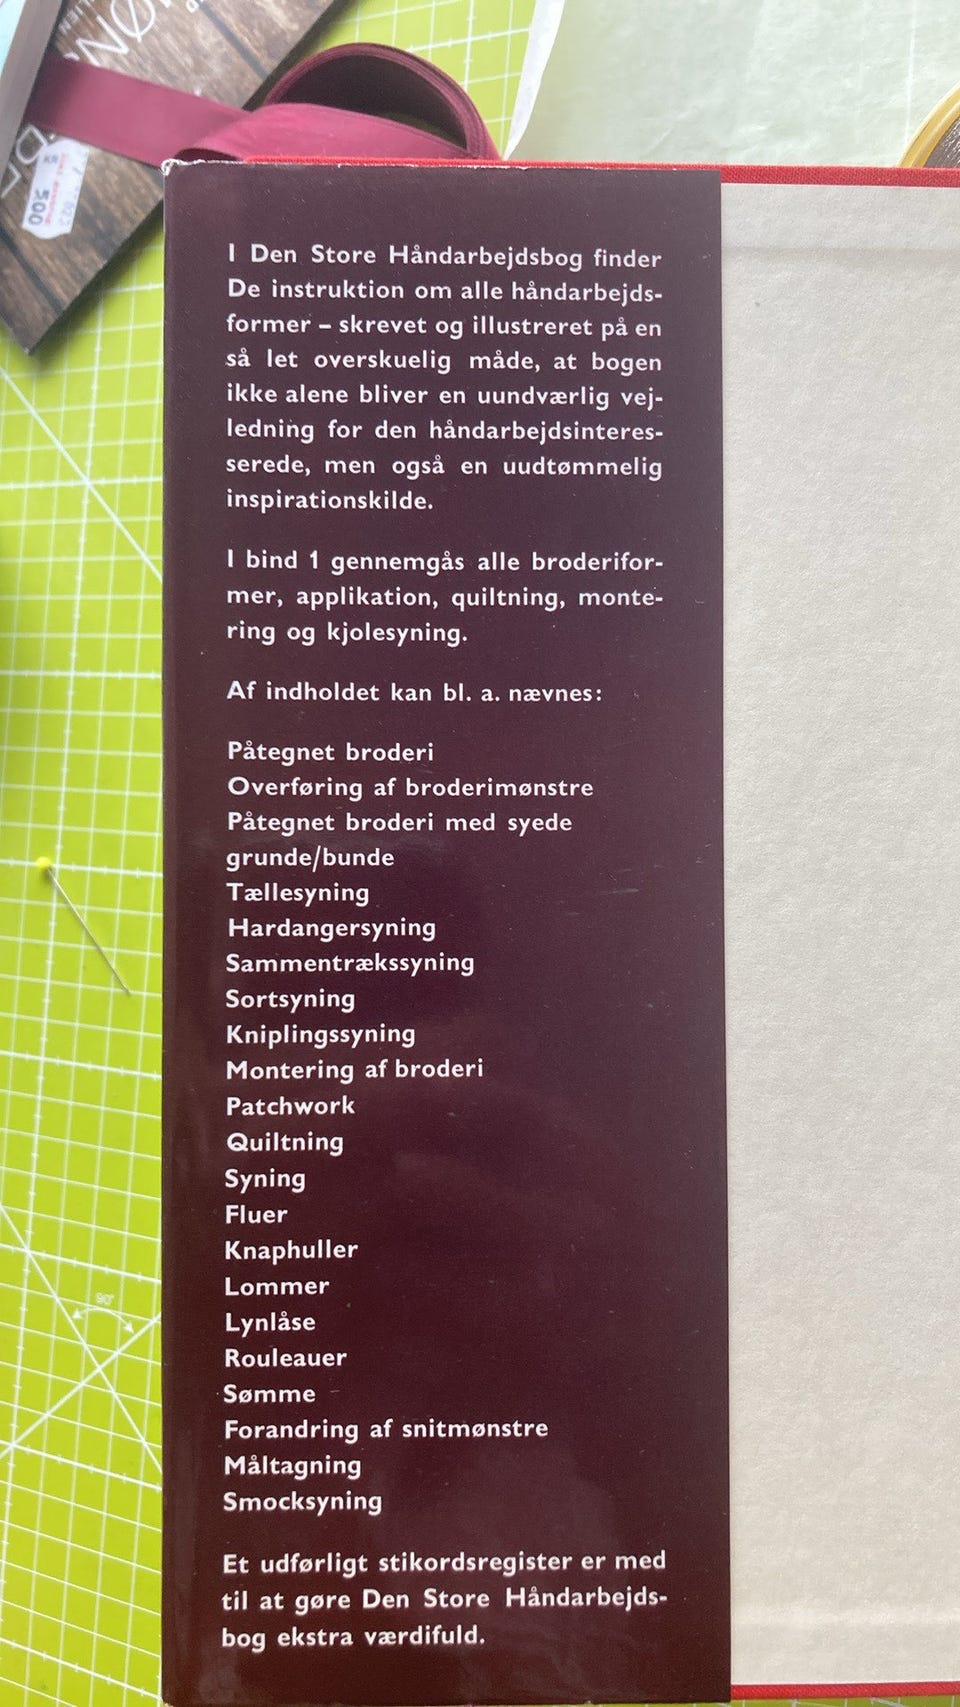 500
I Den Store Håndarbejdsbog finder
De instruktion om alle håndarbejds-
former – skrevet og illustreret på en
så let overskuelig måde, at bogen
ikke alene bliver en uundværlig vej-
ledning for den håndarbejdsinteres-
serede, men også en uudtømmelig
inspirationskilde.
I bind 1 gennemgås alle broderifor-
mer, applikation, quiltning, monte-
ring og kjolesyning.
Af indholdet kan bl. a. nævnes:
Påtegnet broderi
Overføring af broderimønstre
Påtegnet broderi med syede
grunde/bunde
Tællesyning
Hardangersyning
Sammentrækssyning
Sortsyning
Kniplingssyning
Montering af broderi
Patchwork
Quiltning
Syning
Fluer
Knaphuller
Lommer
Lynlåse
Rouleauer
Sømme
Forandring af snitmønstre
Måltagning
Smocksyning
Et udførligt stikordsregister er med
til at gøre Den Store Håndarbejds-
bog ekstra værdifuld.
90°